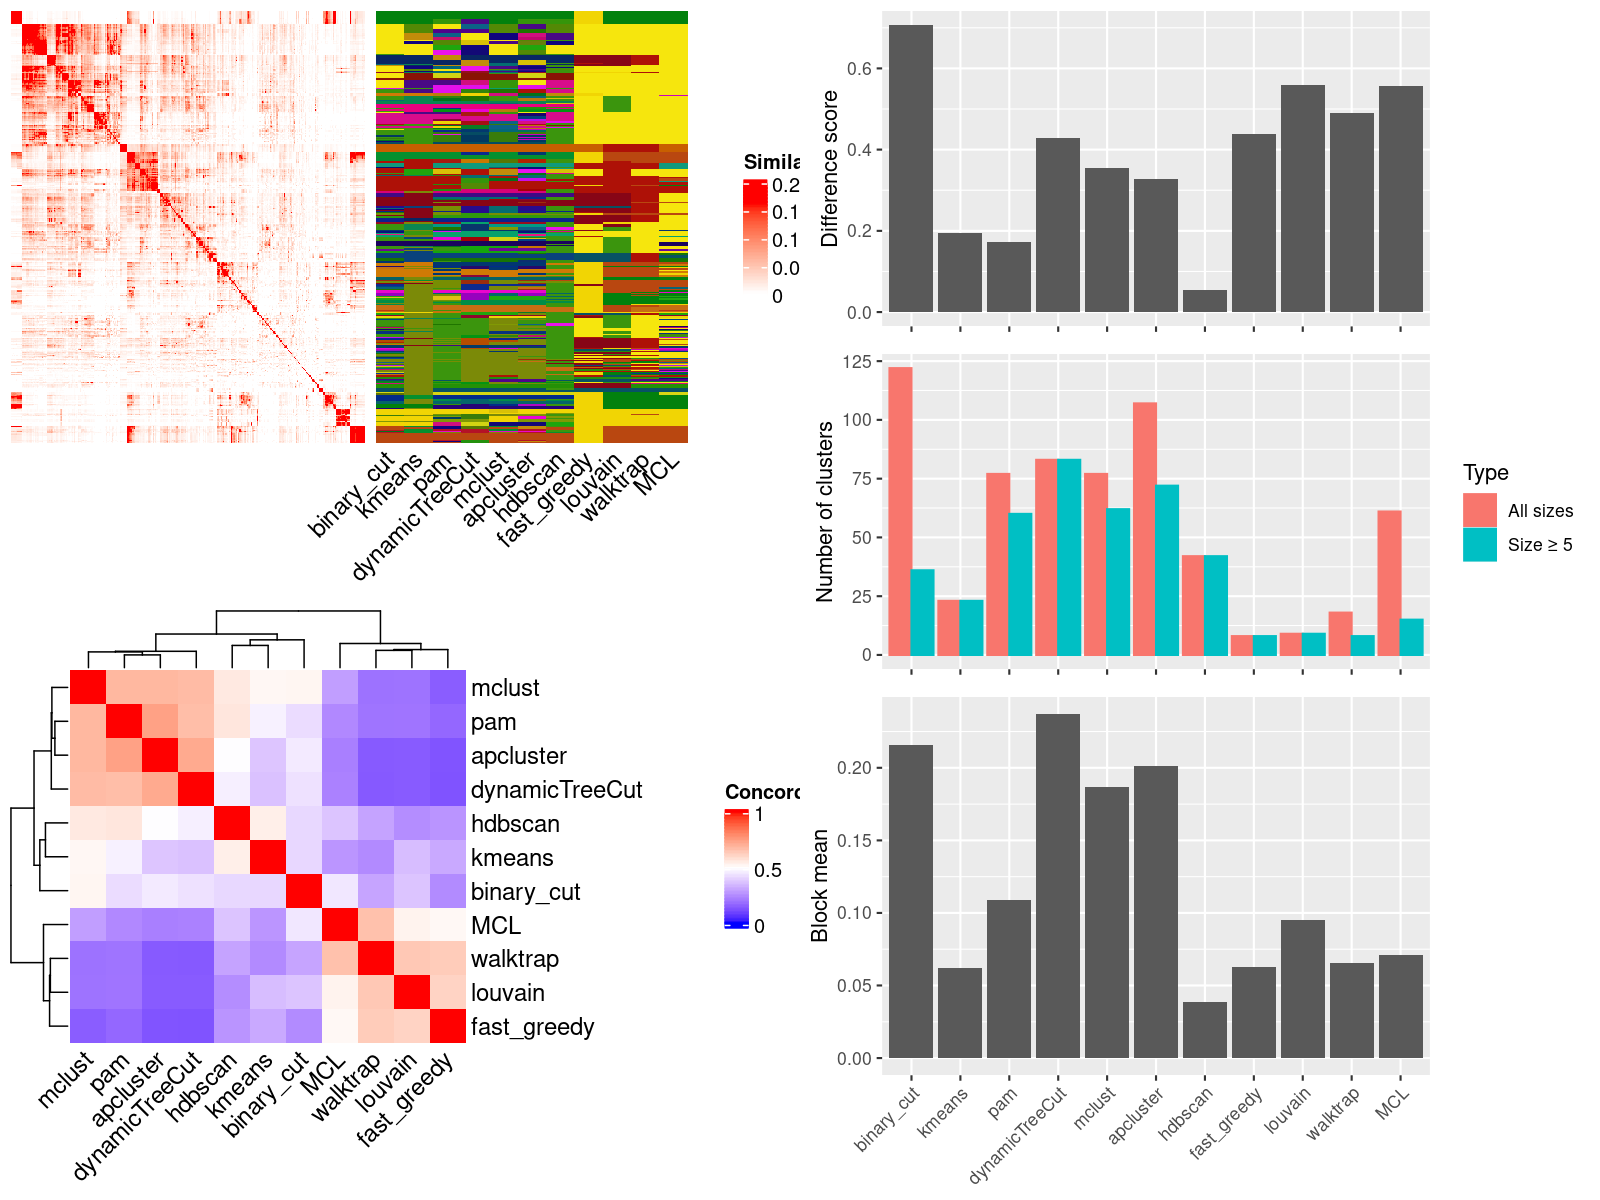 Simila
0.2
0.1
0.1
0.0
0
binary_cut
kmeans
pam
dynamicTreeCut
mclust
apcluster
hdbscan
fast_greedy
louvain
walktrap
MCL
mclust
pam
apcluster
dynamicTreeCut
hdbscan
kmeans
binary_cut
MCL
walktrap
louvain
fast_greedy
mclust
pam
apcluster
dynamicTreeCut
hdbscan
kmeans
binary_cut
MCL
walktrap
louvain
fast_greedy
Concord
1
0.5
0
Difference score
0.6
0.4
0.2
0.0
Number of clusters
125
100
75
50
25
0
Type
All sizes
Size ≥ 5
Block mean
0.20
0.15
0.10
0.05
0.00
binary_cut
kmeans
pam
dynamicTreeCut
mclust
apcluster
hdbscan
fast_greedy
louvain
walktrap
MCL